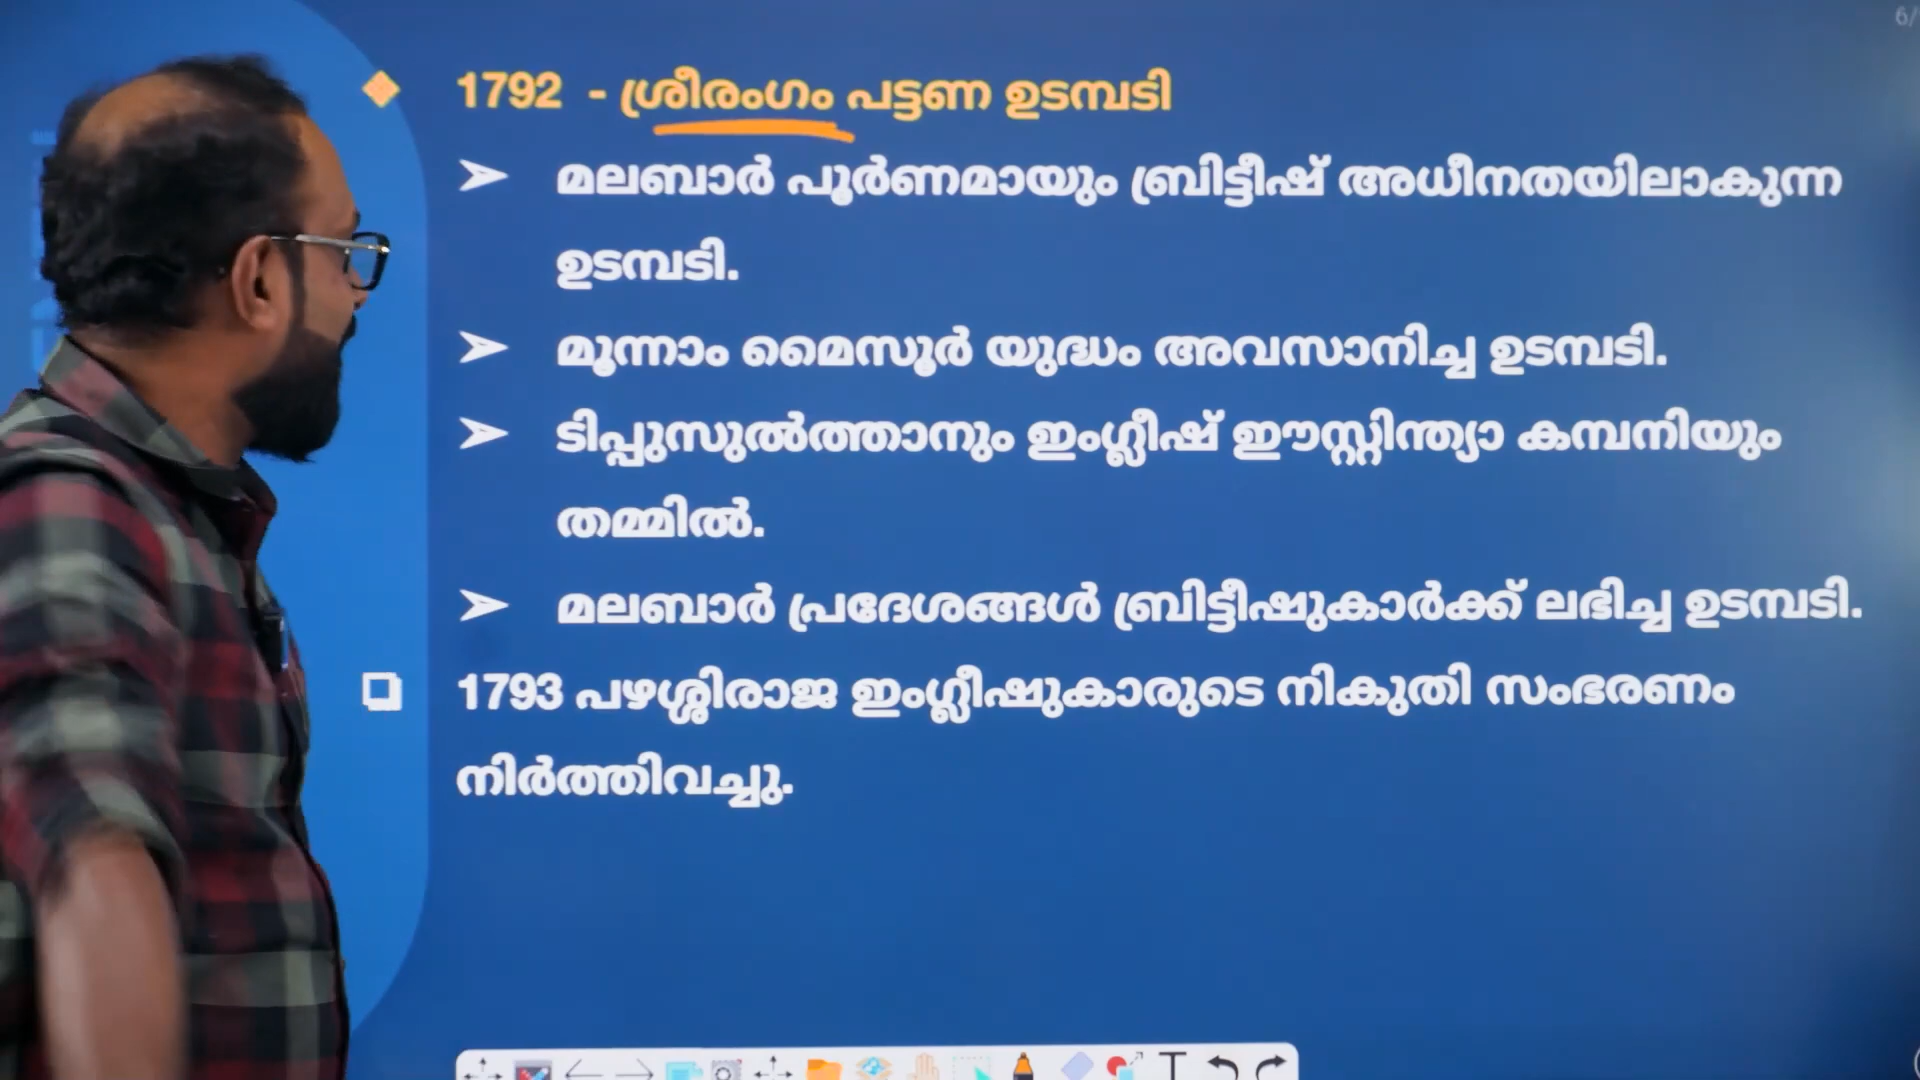 6/
1792 - ശ്രീരംഗം പട്ടണ ഉടമ്പടി
മലബാർ പൂർണമായും ബ്രിട്ടീഷ് അധീനതയിലാകുന്ന
ഉടമ്പടി.
മൂന്നാം മൈസൂർ യുദ്ധം അവസാനിച്ച ഉടമ്പടി.
ടിപ്പുസുൽത്താനും ഇംഗ്ലീഷ് ഈസ്റ്റിന്ത്യാ കമ്പനിയും
തമ്മിൽ.
മലബാർ പ്രദേശങ്ങൾ ബ്രിട്ടീഷുകാർക്ക് ലഭിച്ച ഉടമ്പടി.
1793 പഴശ്ശിരാജ ഇംഗ്ലീഷുകാരുടെ നികുതി സംഭരണം
നിർത്തിവച്ചു.